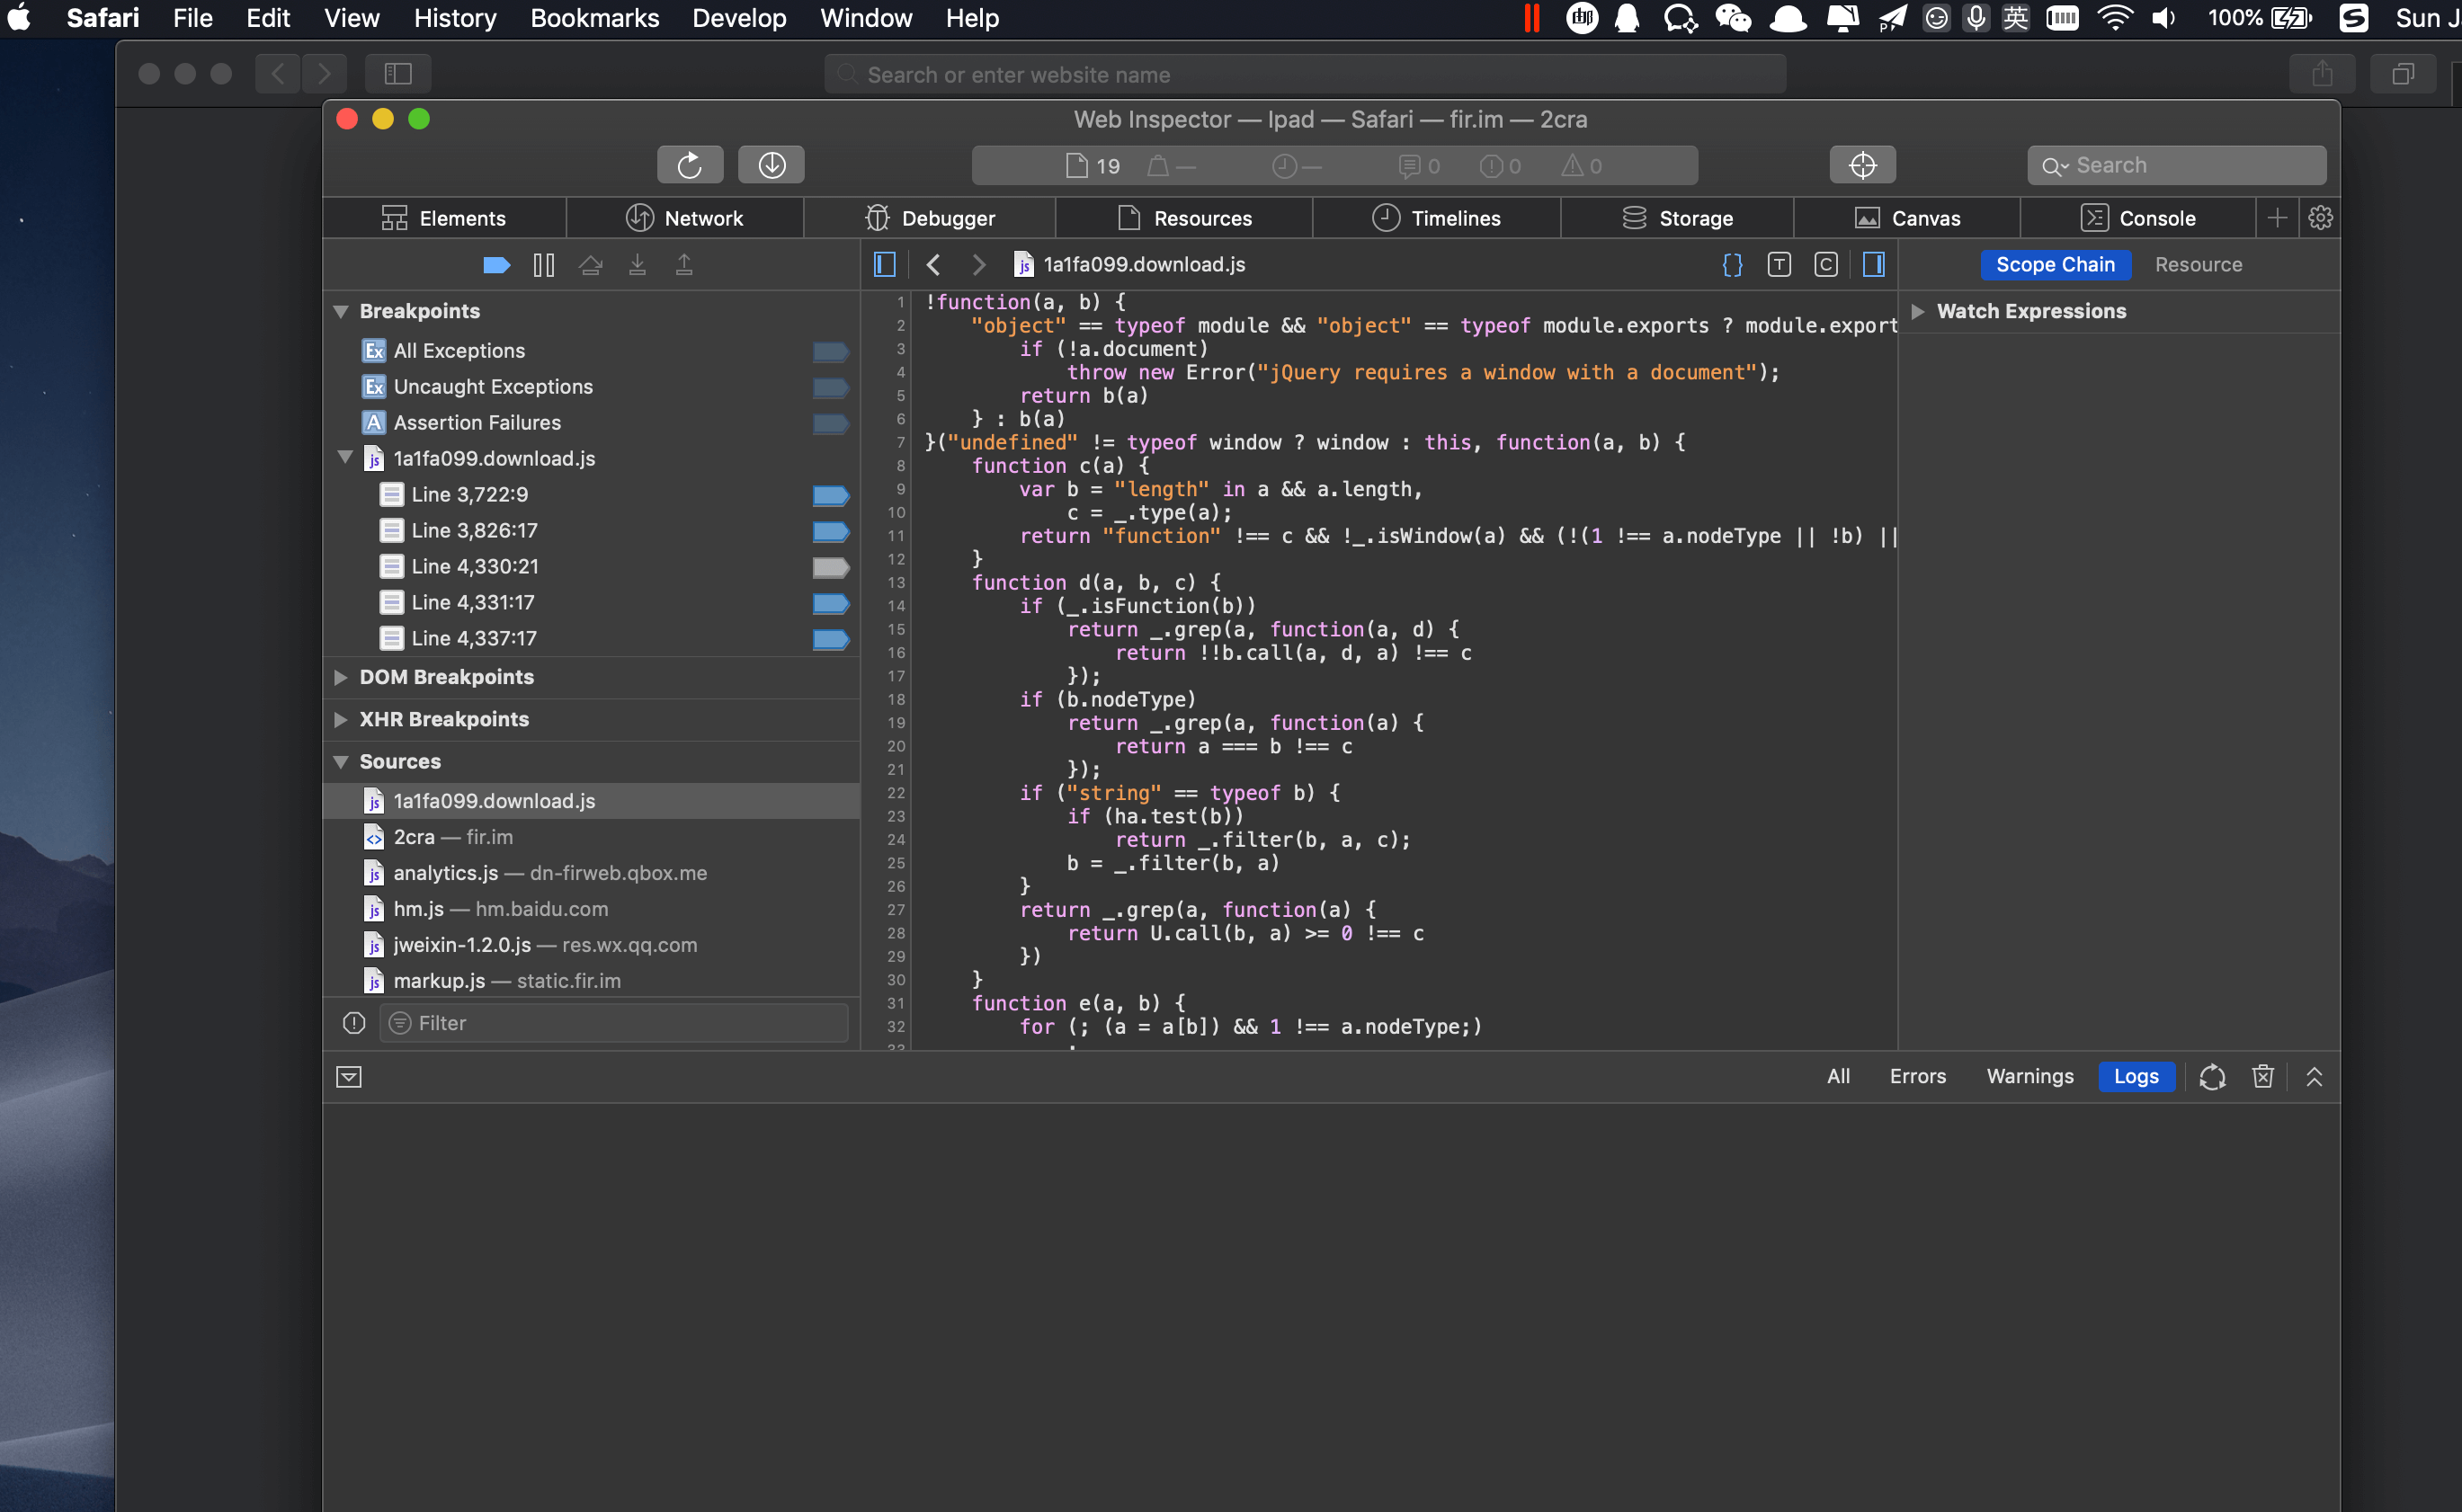 Safari File Edit View History Bookmarks Develop Window Help 英 100% Sun J
Search or enter website name
Web Inspector — Ipad — Safari — fir.im — 2cra
19 — — 0 0 0 Search
Elements Network Debugger Resources Timelines Storage Canvas Console
1a1fa099.download.js T C Scope Chain Resource
Breakpoints
Ex All Exceptions
Ex Uncaught Exceptions
A Assertion Failures
js 1a1fa099.download.js
Line 3,722:9
Line 3,826:17
Line 4,330:21
Line 4,331:17
Line 4,337:17
DOM Breakpoints
XHR Breakpoints
Sources
js 1a1fa099.download.js
2cra — fir.im
js analytics.js — dn-firweb.qbox.me
js hm.js — hm.baidu.com
js jweixin-1.2.0.js — res.wx.qq.com
js markup.js — static.fir.im
Filter
1 !function(a, b) {
2 "object" == typeof module && "object" == typeof module.exports ? module.export
3 if (!a.document)
4 throw new Error("jQuery requires a window with a document");
5 return b(a)
6 } : b(a)
7 }("undefined" != typeof window ? window : this, function(a, b) {
8 function c(a) {
9 var b = "length" in a && a.length,
10 c = _.type(a);
11 return "function" !== c && !_.isWindow(a) && (!(1 !== a.nodeType || !b) ||
12 }
13 function d(a, b, c) {
14 if (_.isFunction(b))
15 return _.grep(a, function(a, d) {
16 return !!b.call(a, d, a) !== c
17 });
18 if (b.nodeType)
19 return _.grep(a, function(a) {
20 return a === b !== c
21 });
22 if ("string" == typeof b) {
23 if (ha.test(b))
24 return _.filter(b, a, c);
25 b = _.filter(b, a)
26 }
27 return _.grep(a, function(a) {
28 return U.call(b, a) >= 0 !== c
29 })
30 }
31 function e(a, b) {
32 for (; (a = a[b]) && 1 !== a.nodeType;)
Watch Expressions
All Errors Warnings Logs